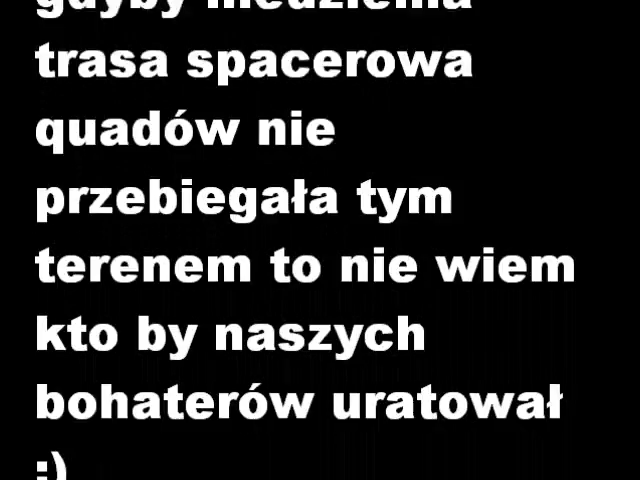 gdyby niedzielna
trasa spacerowa
quadów nie
przebiegała tym
terenem to nie wiem
kto by naszych
bohaterów uratował
:)